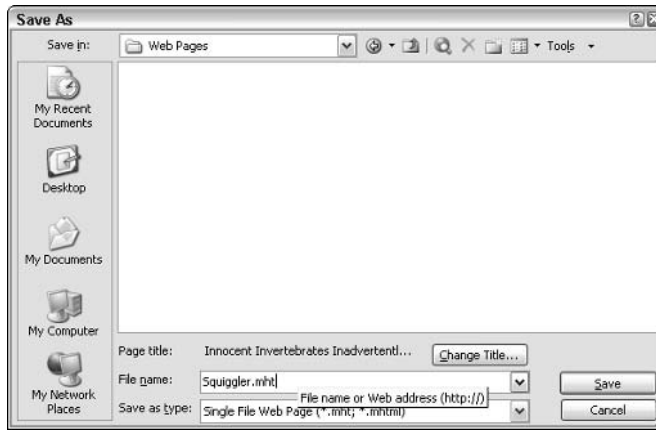 Save As
Save in:
Web Pages
Tools
My Recent
Documents
Desktop
My Documents
My Computer
My Network
Places
Page title:
Innocent Invertebrates Inadvertentl...
Change Title...
File name:
Squiggler.mht
Save
File name or Web address (http://)
Save as type:
Single File Web Page (*.mht; *.mhtml)
Cancel